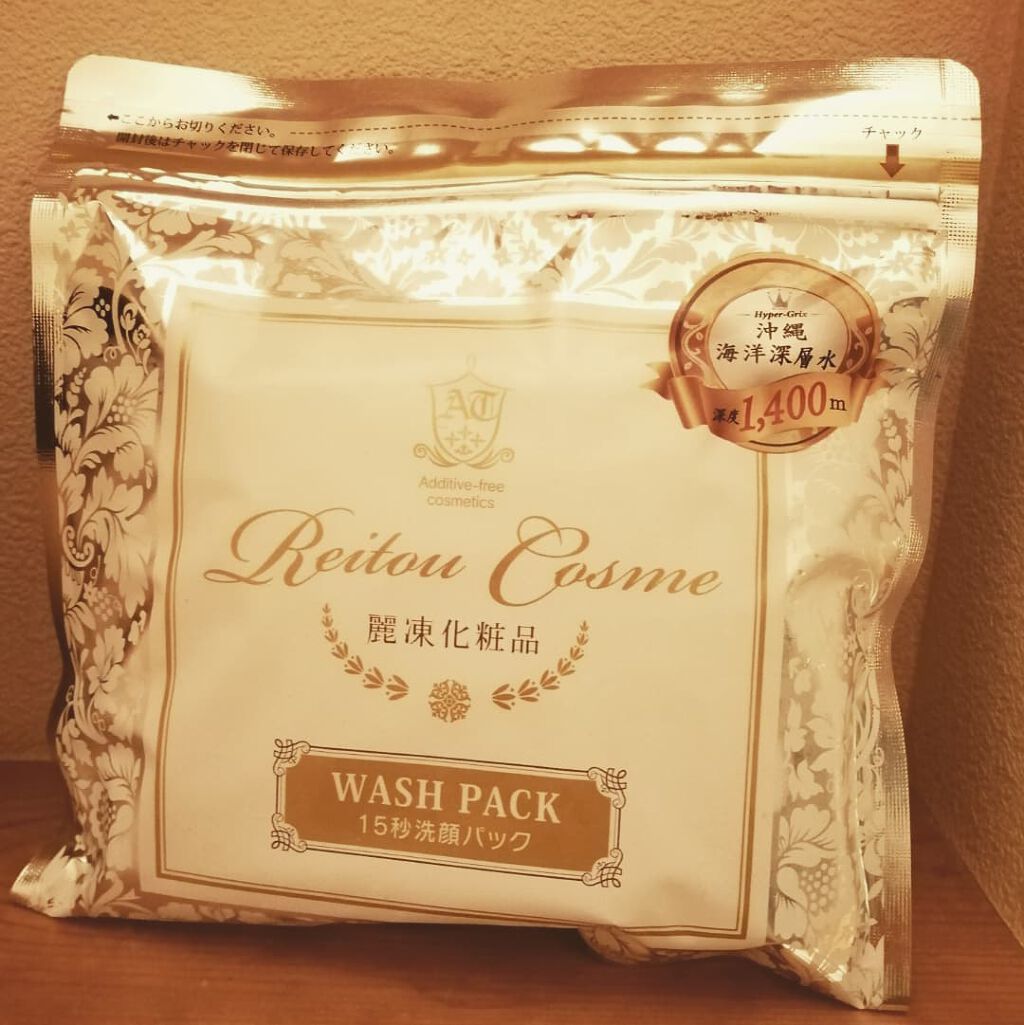 ここからお切りください。
開封後はチャックを閉じて保存してください。
チャック
Hyper-Grix
沖縄
海洋深層水
深度1,400m
AT
Additive-free
cosmetics
Reitou Cosme
麗凍化粧品
WASH PACK
15秒洗顔パック